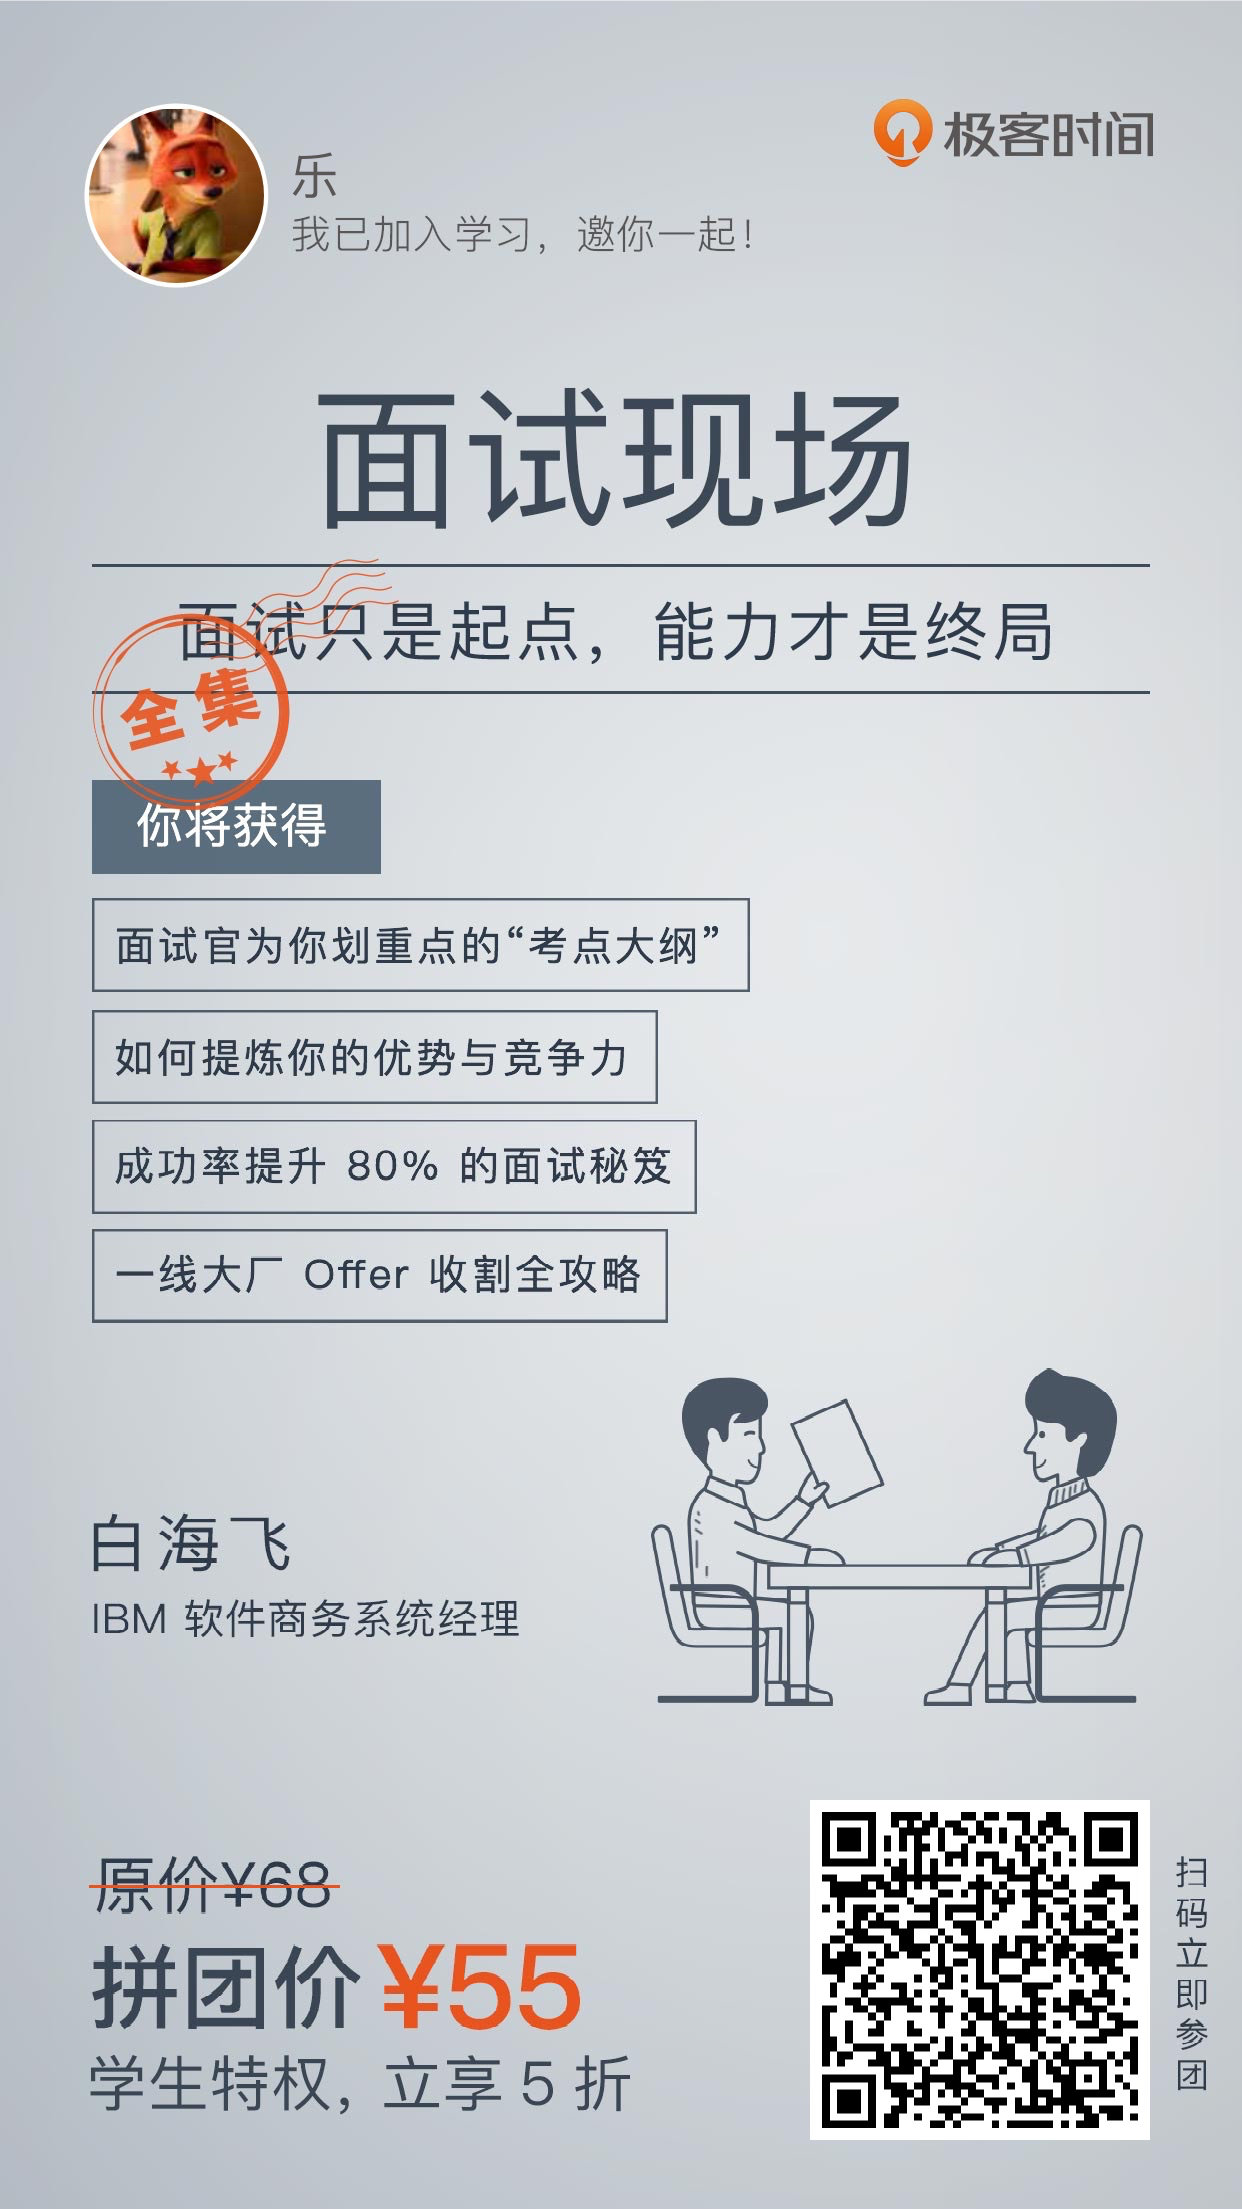 极客时间
乐
我已加入学习，邀你一起！
面试现场
面试只是起点，能力才是终局
全集
你将获得
面试官为你划重点的“考点大纲”
如何提炼你的优势与竞争力
成功率提升 80% 的面试秘笈
一线大厂 Offer 收割全攻略
白海飞
IBM 软件商务系统经理
原价¥68
拼团价 ¥55
学生特权，立享 5 折
扫码立即参团